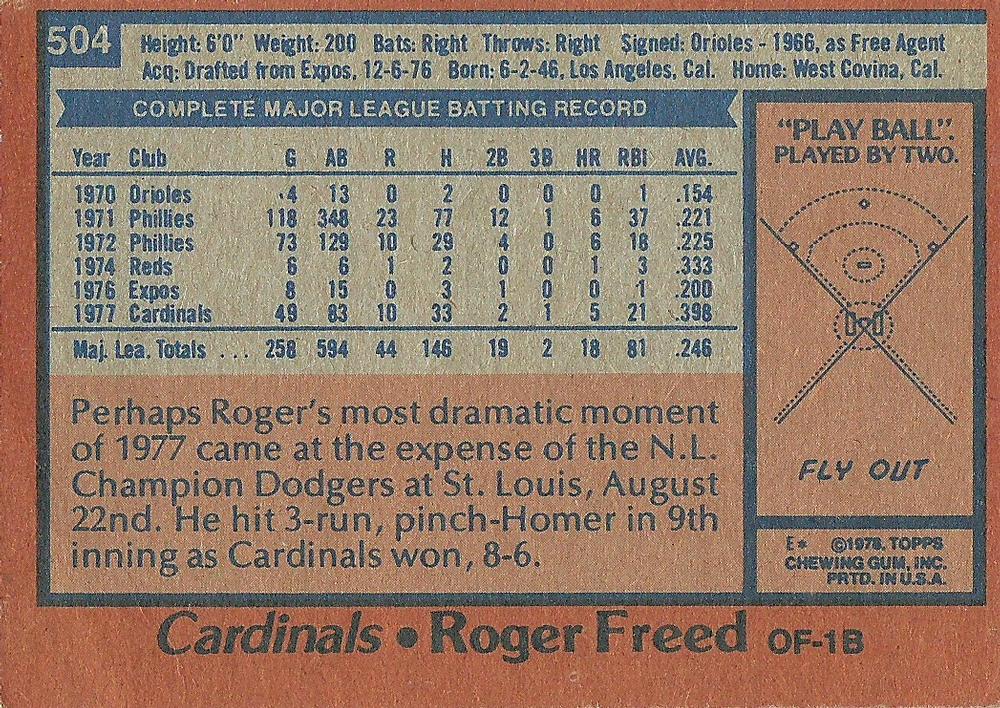 504
Height: 6'0" Weight: 200 Bats: Right Throws: Right Signed: Orioles - 1966, as Free Agent
Acq: Drafted from Expos, 12-6-76 Born: 6-2-46, Los Angeles, Cal. Home: West Covina, Cal.
COMPLETE MAJOR LEAGUE BATTING RECORD
Year Club G AB R H 2B 3B HR RBI AVG.
1970 Orioles 4 13 0 2 0 0 0 1 .154
1971 Phillies 118 348 23 77 12 1 6 37 .221
1972 Phillies 73 129 10 29 4 0 6 18 .225
1974 Reds 6 6 1 2 0 0 1 3 .333
1976 Expos 8 15 0 3 1 0 0 1 .200
1977 Cardinals 49 83 10 33 2 1 5 21 .398
Maj. Lea. Totals ... 258 594 44 146 19 2 18 81 .246
Perhaps Roger's most dramatic moment
of 1977 came at the expense of the N.L.
Champion Dodgers at St. Louis, August
22nd. He hit 3-run, pinch-Homer in 9th
inning as Cardinals won, 8-6.
"PLAY BALL".
PLAYED BY TWO.
FLY OUT
E* ©1978, TOPPS
CHEWING GUM, INC.
PRTD. IN U.S.A.
Cardinals • Roger Freed OF-1B